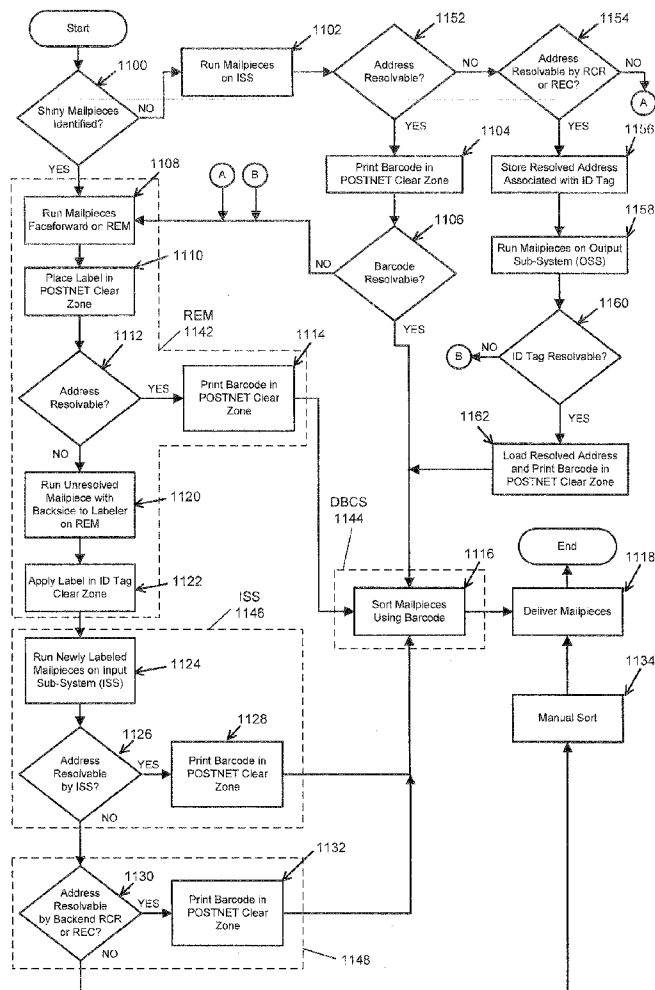 Start
1100
Shiny Mailpieces
Identified?
NO
YES
1102
Run Mailpieces
on ISS
1152
Address
Resolvable?
NO
YES
1154
Address
Resolvable by RCR
or REC?
NO
A
YES
1104
Print Barcode in
POSTNET Clear Zone
1156
Store Resolved Address
Associated with ID Tag
1108
Run Mailpieces
Faceforward on REM
A
B
1106
Barcode
Resolvable?
NO
YES
1158
Run Mailpieces on Output
Sub-System (OSS)
1110
Place Label in
POSTNET Clear
Zone
REM
1142
1160
ID Tag Resolvable?
NO
B
YES
1112
Address
Resolvable?
YES
NO
1114
Print Barcode in
POSTNET Clear
Zone
1162
Load Resolved Address
and Print Barcode in
POSTNET Clear Zone
1120
Run Unresolved
Mailpiece with
Backside to Labeler
on REM
DBCS
1144
1122
Apply Label in ID Tag
Clear Zone
1116
Sort Mailpieces
Using Barcode
End
1118
Deliver Mailpieces
ISS
1146
1124
Run Newly Labeled
Mailpieces on Input
Sub-System (ISS)
1134
Manual Sort
1126
Address
Resolvable
by ISS?
YES
NO
1128
Print Barcode in
POSTNET Clear
Zone
1130
Address
Resolvable
by Backend RCR
or REC?
YES
NO
1132
Print Barcode in
POSTNET Clear
Zone
1148